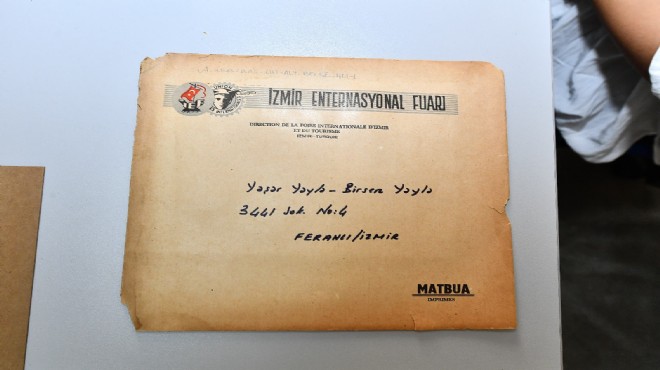 İZMİR ENTERNASYONAL FUARI
DIRECTION DE LA FOIRE INTERNATIONALE D'IZMIR
ET DU TOURISME
Yaşar Yayla - Birsen Yayla
3441 Sok. No:4
FERAHLI/İZMİR
MATBUA
IMPRIMES